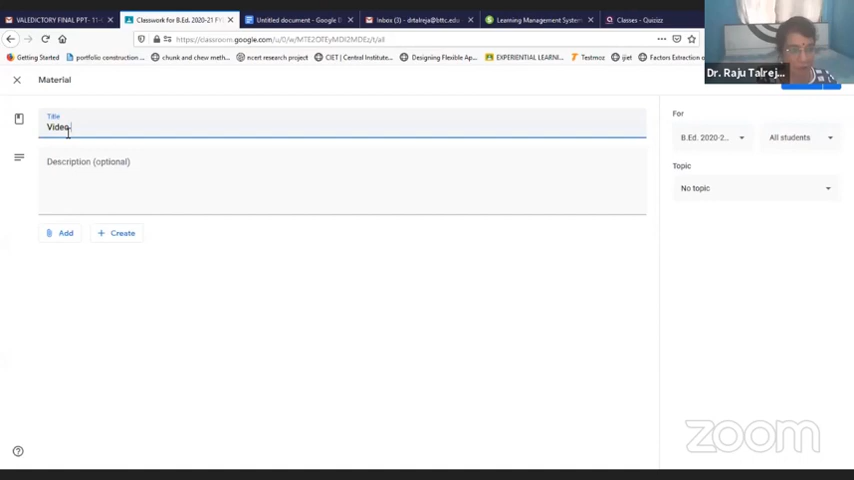 VALEDICTORY FINAL PPT- 11-
Classwork for B.Ed. 2020-21 FY
Untitled document - Google D
Inbox - drtalreja@bttc.edu
Learning Management System
Classes - Quizizz
https://classroom.google.com/u/0/w/MTE2OTEyMDI2MDEz/t/all
Getting Started
portfolio construction ...
chunk and chew meth...
ncert research project
CIET | Central Institute...
Designing Flexible Ap...
EXPERIENTIAL LEARNI...
Testmoz
ijiet
Factors Extraction o
Dr. Raju Talrej...
Material
Title
Video
Description (optional)
Add
Create
For
B.Ed. 2020-2...
All students
Topic
No topic
zoom